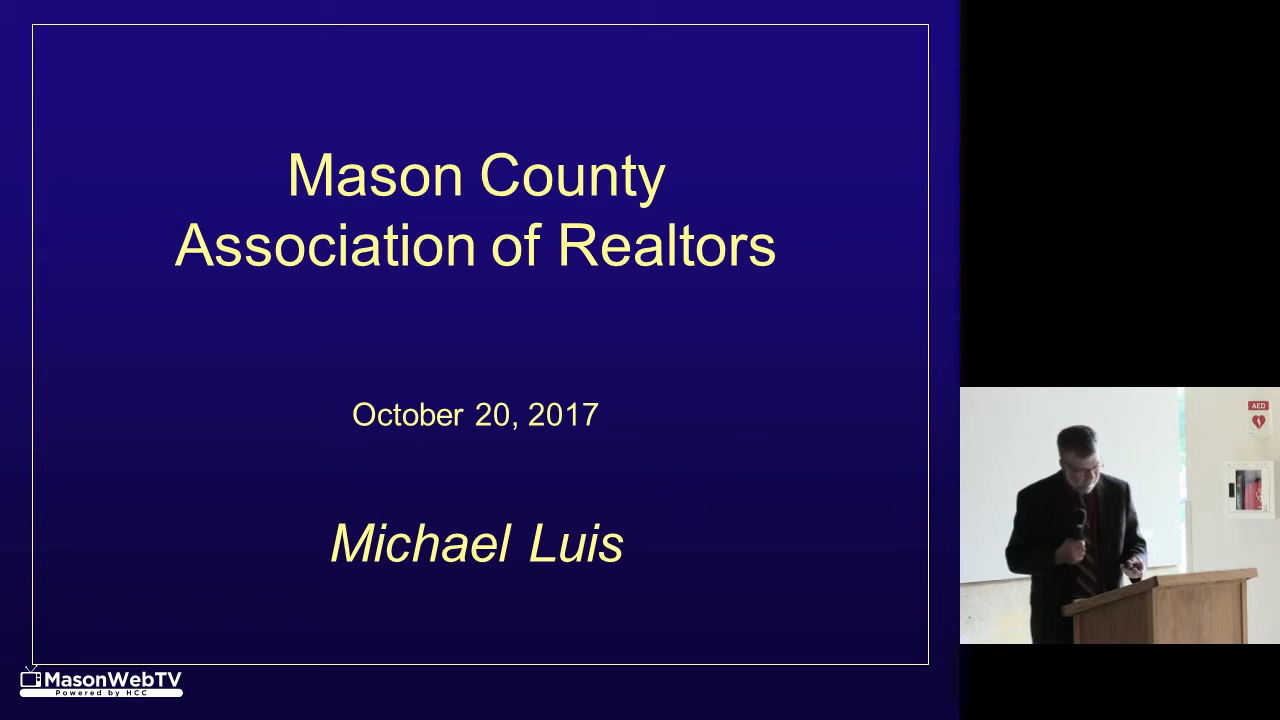 Mason County
Association of Realtors
October 20, 2017
Michael Luis
MasonWebTV
Powered by HCC
AED